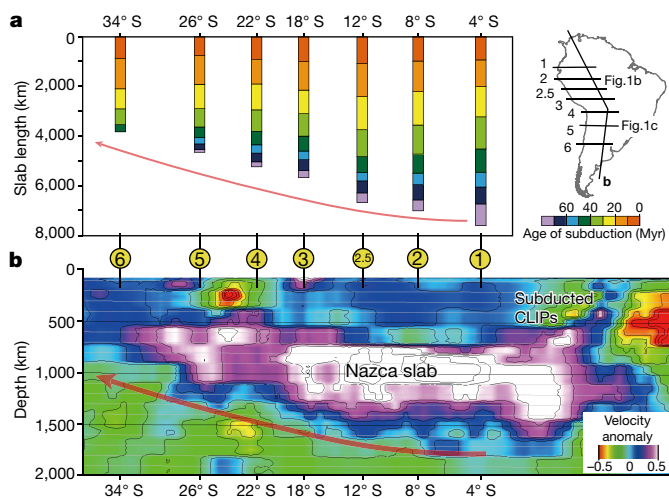 a
34° S 26° S 22° S 18° S 12° S 8° S 4° S
0
2,000
4,000
6,000
8,000
Slab length (km)
1
2
2.5
3
4
5
6
Fig.1b
Fig.1c
b
60 40 20 0
Age of subduction (Myr)
6 5 4 3 2.5 2 1
b
0
500
1,000
1,500
2,000
Depth (km)
Subducted
CLIPs
Nazca slab
Velocity
anomaly
−0.5 0.5
34° S 26° S 22° S 18° S 12° S 8° S 4° S